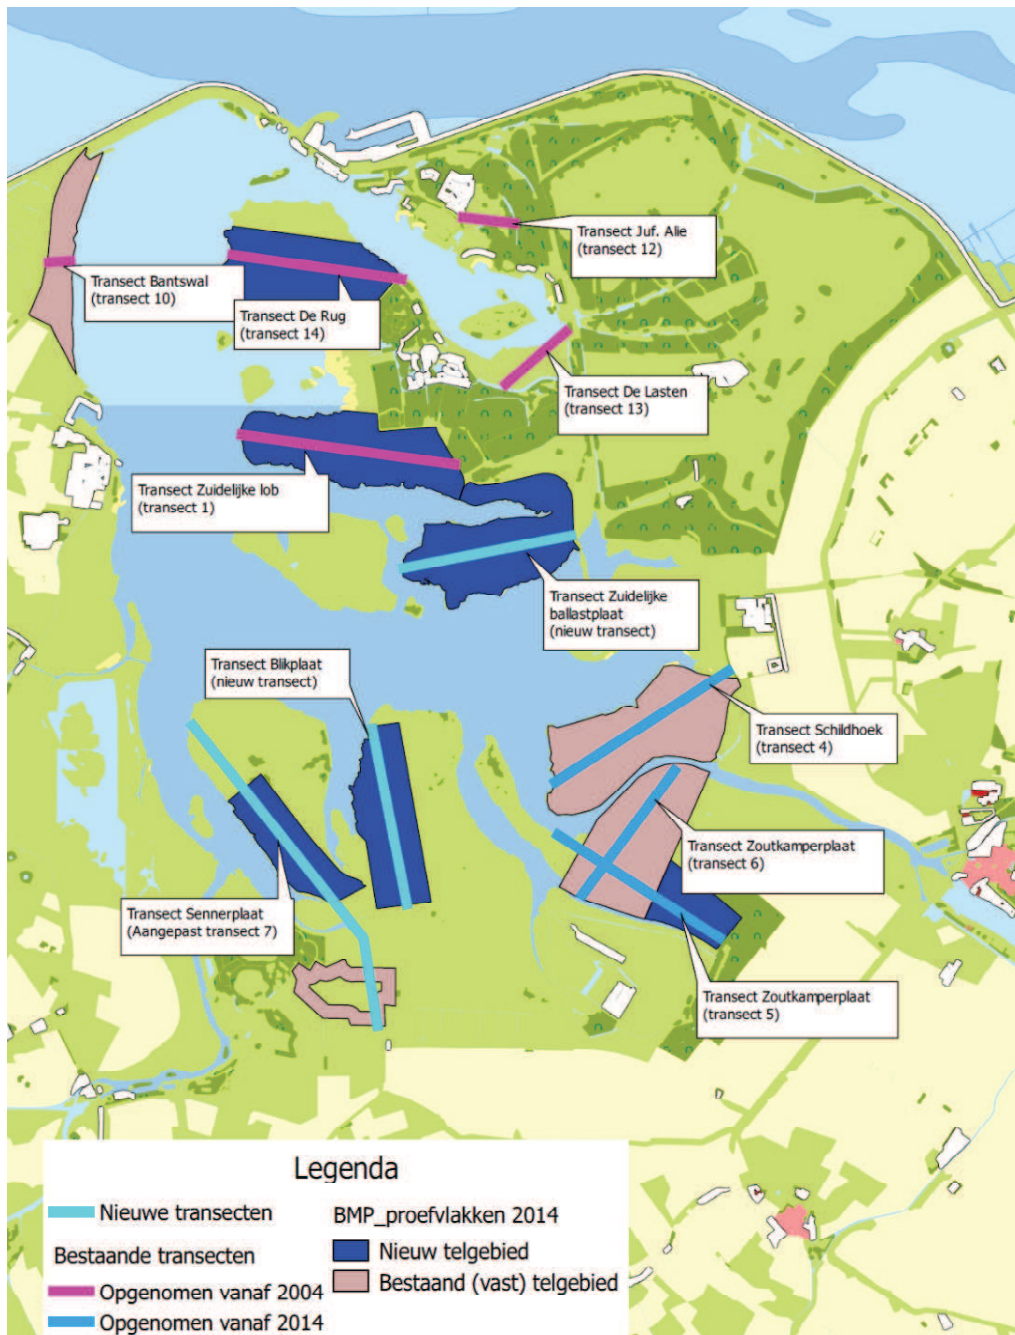 Transect Juf. Alie
(transect 12)
Transect Bantswal
(transect 10)
Transect De Rug
(transect 14)
Transect De Lasten
(transect 13)
Transect Zuidelijke lob
(transect 1)
Transect Zuidelijke
ballastplaat
(nieuw transect)
Transect Blikplaat
(nieuw transect)
Transect Schildhoek
(transect 4)
Transect Zoutkamperplaat
(transect 6)
Transect Sennerplaat
(Aangepast transect 7)
Transect Zoutkamperplaat
(transect 5)
Legenda
Nieuwe transecten
Bestaande transecten
Opgenomen vanaf 2004
Opgenomen vanaf 2014
BMP_proefvlakken 2014
Nieuw telgebied
Bestaand (vast) telgebied